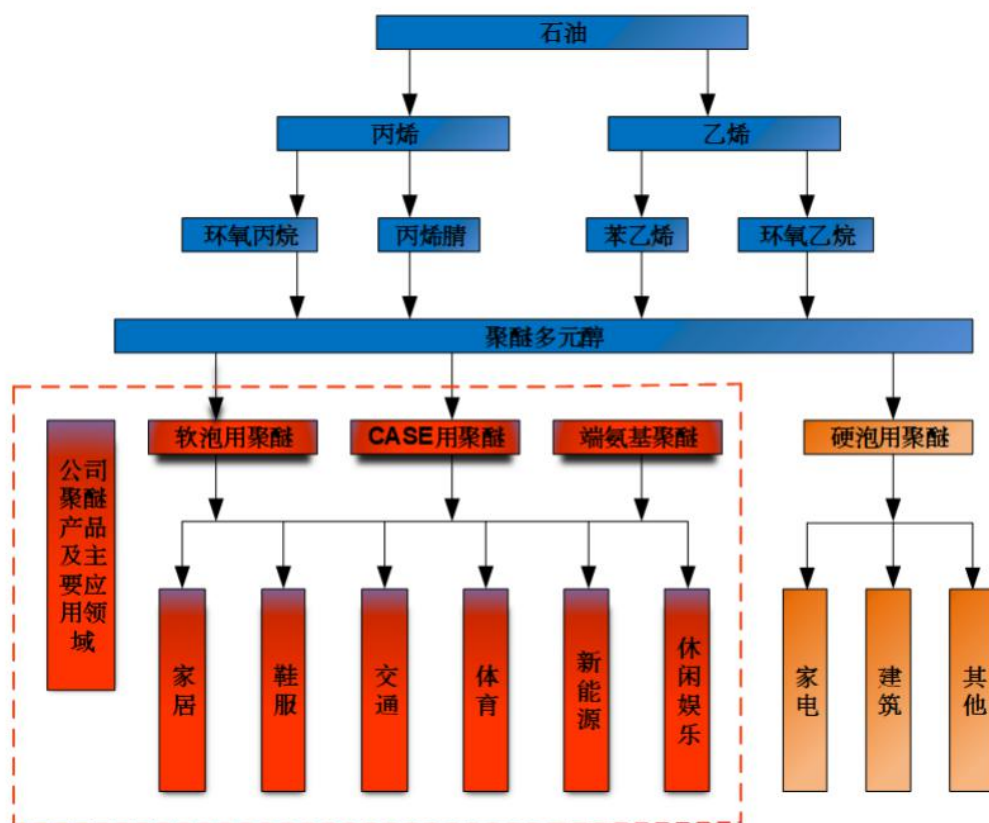 石油
丙烯
乙烯
环氧丙烷
丙烯腈
苯乙烯
环氧乙烷
聚醚多元醇
软泡用聚醚
CASE用聚醚
端氨基聚醚
硬泡用聚醚
公司
聚醚
产品
及主
要应
用领
域
家居
鞋服
交通
体育
新能源
休闲娱乐
家电
建筑
其他